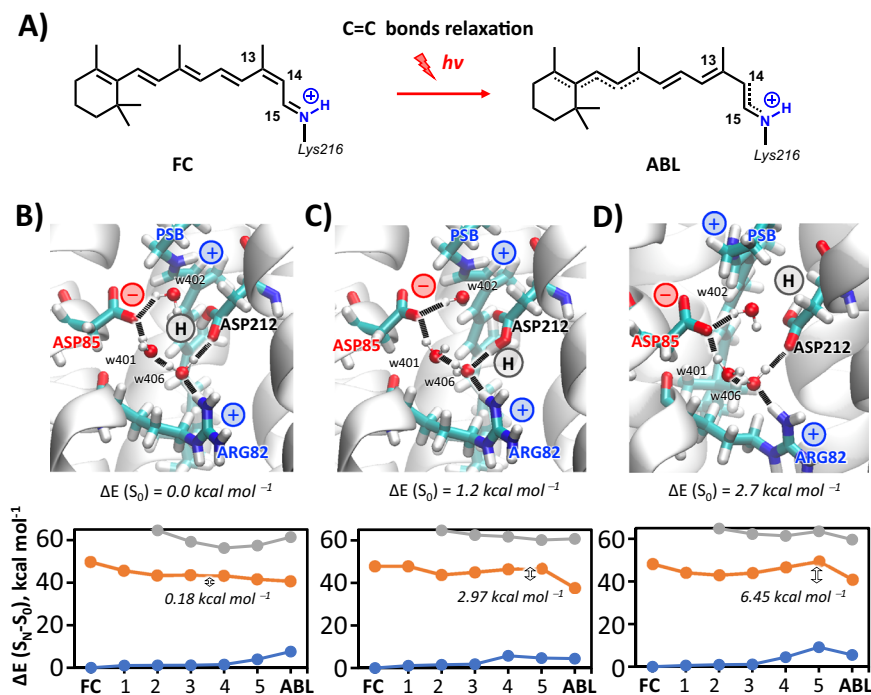 A)
C=C bonds relaxation
hν
13
14
15
N
H
+
Lys216
FC
13
14
15
N
H
+
Lys216
ABL
B)
PSB
+
w402
−
H
ASP85
ASP212
w401
w406
+
ARG82
ΔE (S₀) = 0.0 kcal mol⁻¹
C)
PSB
+
w402
−
ASP212
ASP85
H
w401
w406
+
ARG82
ΔE (S₀) = 1.2 kcal mol⁻¹
D)
+
PSB
H
w402
−
ASP85
ASP212
w401
w406
+
ARG82
ΔE (S₀) = 2.7 kcal mol⁻¹
ΔE (S_N-S₀), kcal mol⁻¹
60
40
20
0
0.18 kcal mol⁻¹
FC 1 2 3 4 5 ABL
60
40
20
0
2.97 kcal mol⁻¹
FC 1 2 3 4 5 ABL
60
40
20
0
6.45 kcal mol⁻¹
FC 1 2 3 4 5 ABL